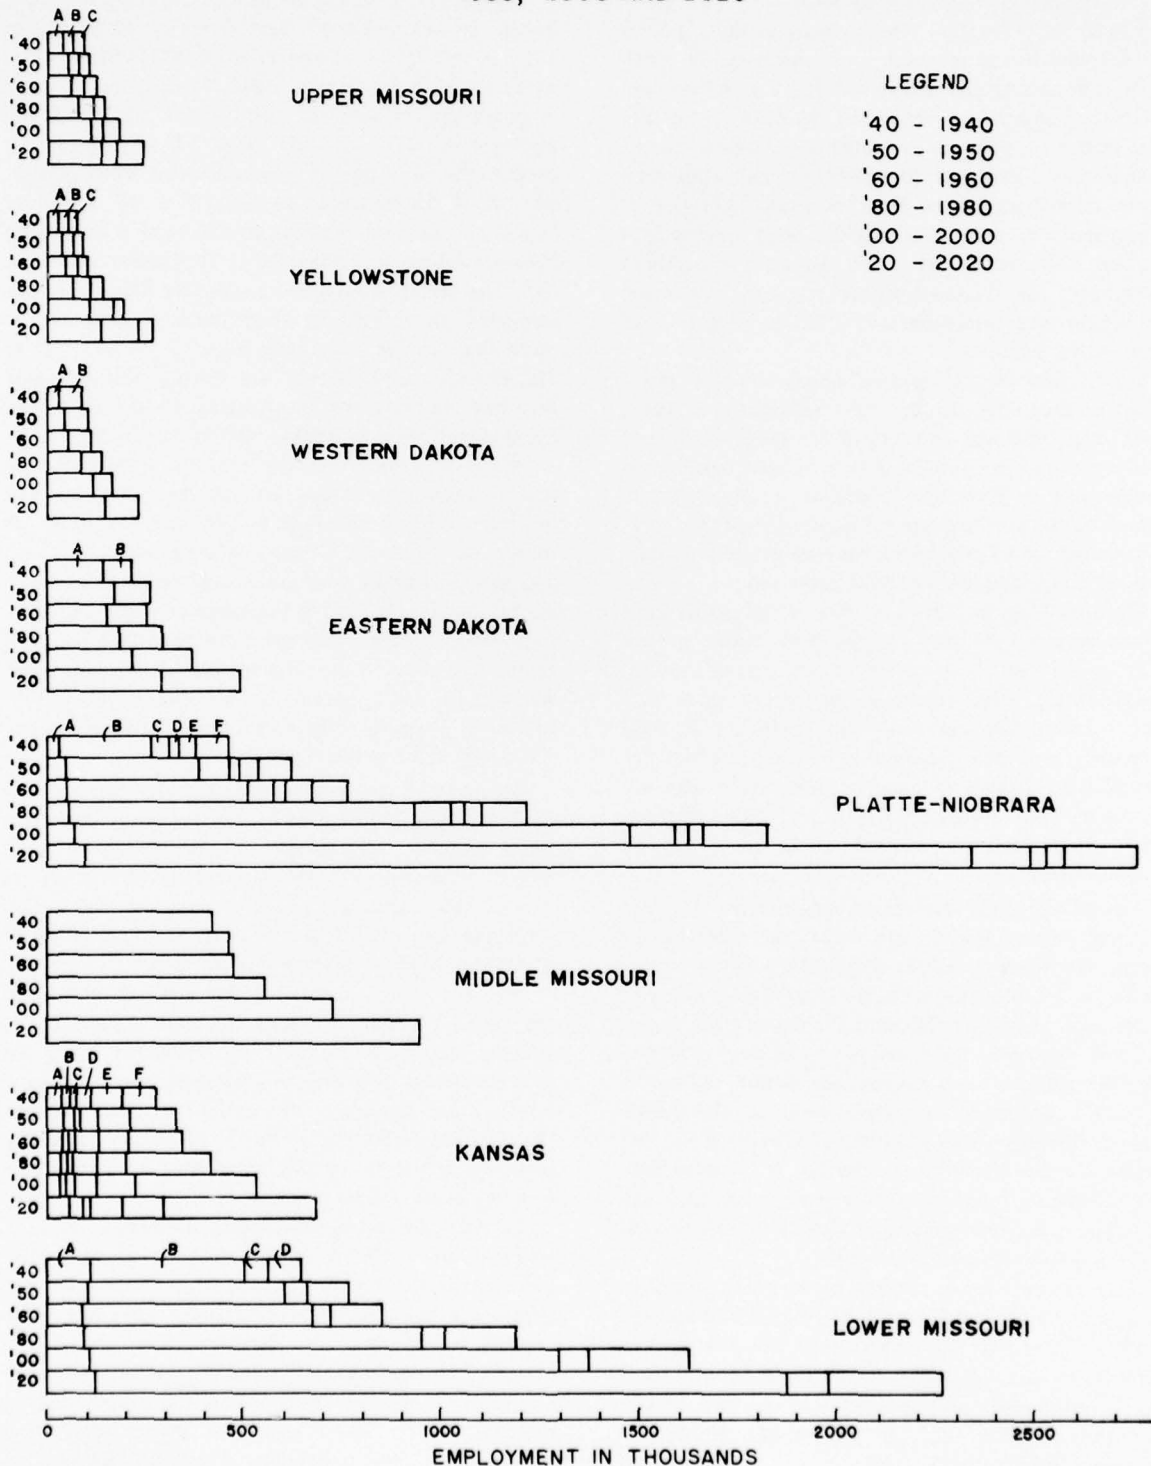 A B C
'40
'50
'60
'80
'00
'20
UPPER MISSOURI
LEGEND
'40 - 1940
'50 - 1950
'60 - 1960
'80 - 1980
'00 - 2000
'20 - 2020
A B C
'40
'50
'60
'80
'00
'20
YELLOWSTONE
A B
'40
'50
'60
'80
'00
'20
WESTERN DAKOTA
A B
'40
'50
'60
'80
'00
'20
EASTERN DAKOTA
A B C D E F
'40
'50
'60
'80
'00
'20
PLATTE-NIOBRARA
'40
'50
'60
'80
'00
'20
MIDDLE MISSOURI
B D
A C E F
'40
'50
'60
'80
'00
'20
KANSAS
A B C D
'40
'50
'60
'80
'00
'20
LOWER MISSOURI
0 500 1000 1500 2000 2500
EMPLOYMENT IN THOUSANDS